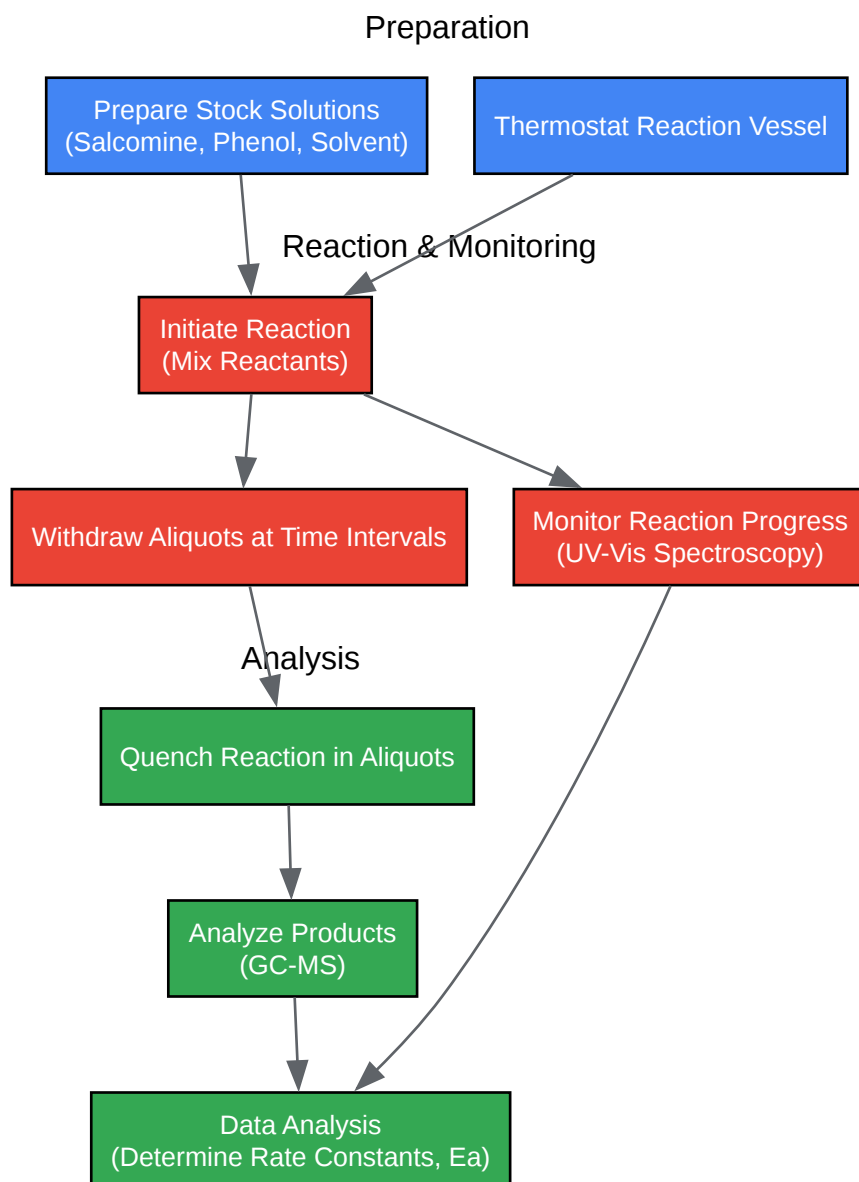 Preparation
Prepare Stock Solutions
(Salcomine, Phenol, Solvent)
Thermostat Reaction Vessel
Reaction & Monitoring
Initiate Reaction
(Mix Reactants)
Withdraw Aliquots at Time Intervals
Monitor Reaction Progress
(UV-Vis Spectroscopy)
Analysis
Quench Reaction in Aliquots
Analyze Products
(GC-MS)
Data Analysis
(Determine Rate Constants, Ea)